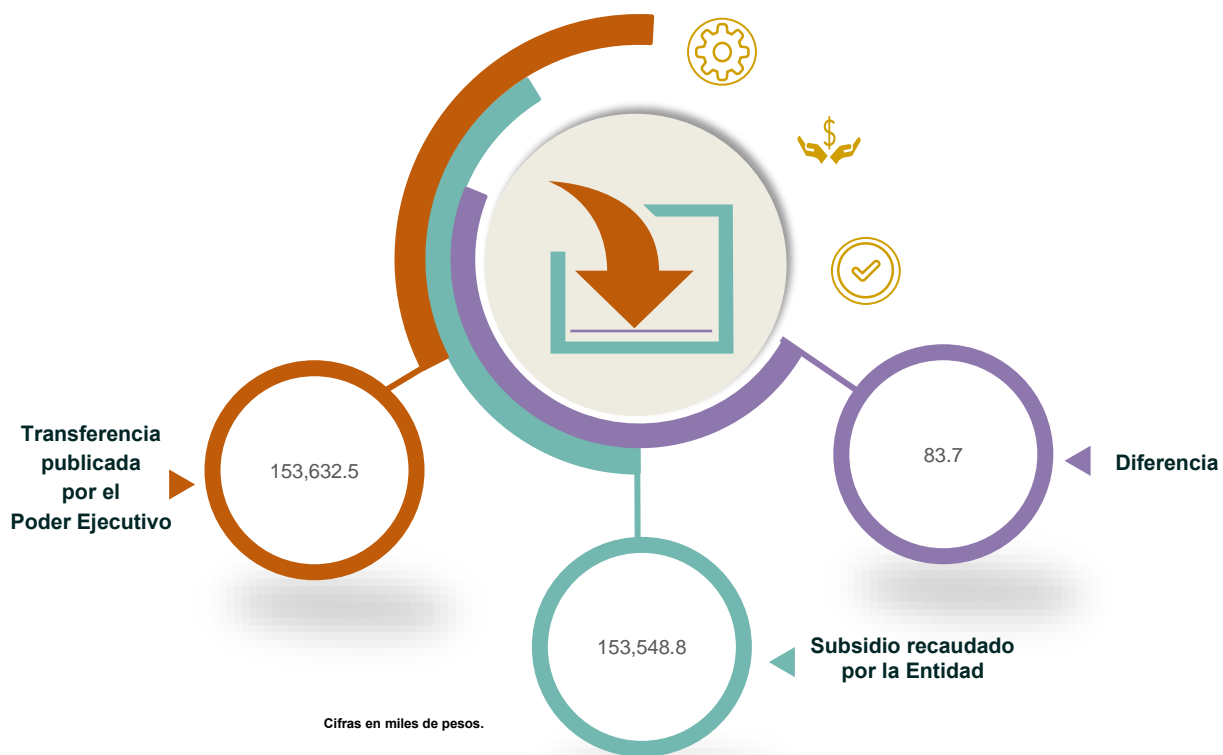 Transferencia
publicada
por el
Poder Ejecutivo
153,632.5
83.7
Diferencia
153,548.8
Subsidio recaudado
por la Entidad
Cifras en miles de pesos.
$